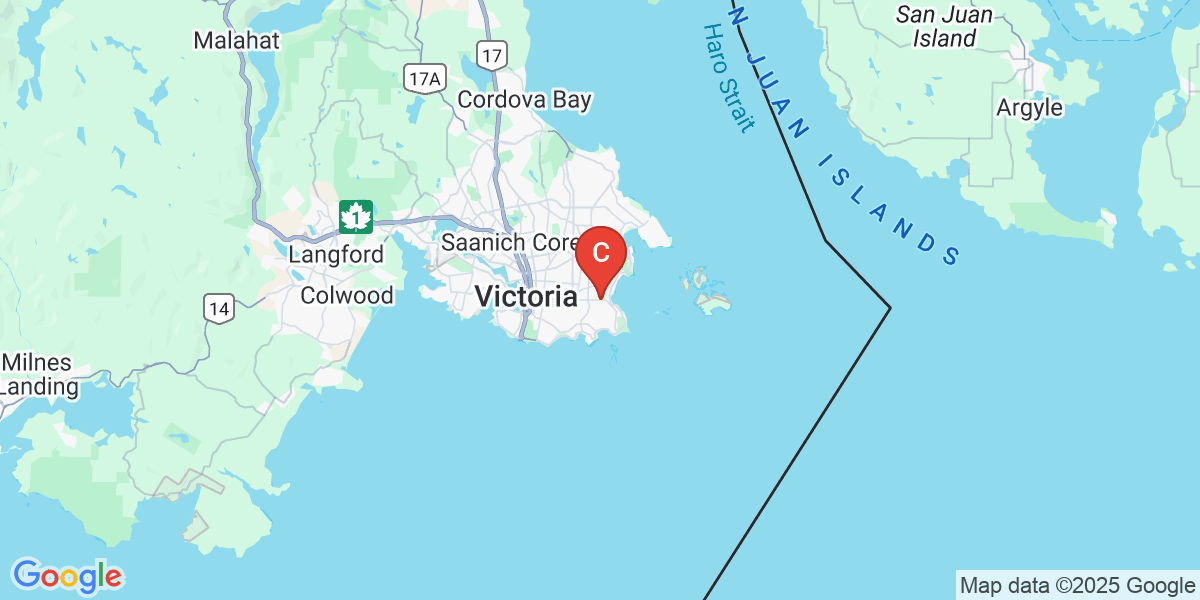 San Juan
Island
Malahat
17
Haro Strait
N JUAN ISLANDS
17A
Cordova Bay
Argyle
1
Saanich Core
C
Langford
Colwood
Victoria
14
Milnes
Landing
Google
Map data ©2025 Google